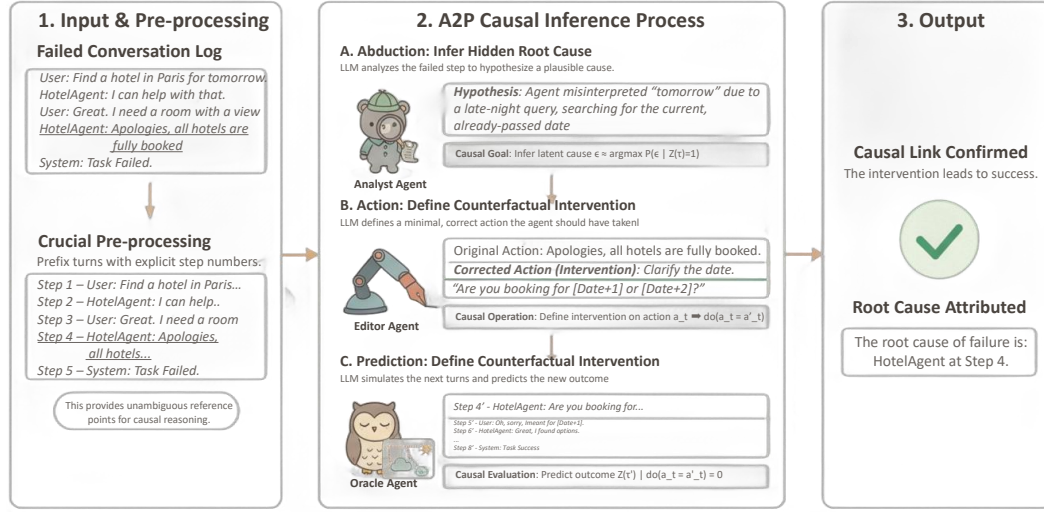 1. Input & Pre-processing
Failed Conversation Log
User: Find a hotel in Paris for tomorrow.
HotelAgent: I can help with that.
User: Great. I need a room with a view
HotelAgent: Apologies, all hotels are
fully booked
System: Task Failed.
Crucial Pre-processing
Prefix turns with explicit step numbers.
Step 1 – User: Find a hotel in Paris...
Step 2 – HotelAgent: I can help..
Step 3 – User: Great. I need a room
Step 4 – HotelAgent: Apologies,
all hotels...
Step 5 – System: Task Failed.
This provides unambiguous reference
points for causal reasoning.
2. A2P Causal Inference Process
A. Abduction: Infer Hidden Root Cause
LLM analyzes the failed step to hypothesize a plausible cause.
Analyst Agent
Hypothesis: Agent misinterpreted “tomorrow” due to
a late-night query, searching for the current,
already-passed date
Causal Goal: Infer latent cause ϵ ≈ argmax P(ϵ | Z(τ)=1)
B. Action: Define Counterfactual Intervention
LLM defines a minimal, correct action the agent should have takenl
Editor Agent
Original Action: Apologies, all hotels are fully booked.
Corrected Action (Intervention): Clarify the date.
“Are you booking for [Date+1] or [Date+2]?”
Causal Operation: Define intervention on action a_t ➡ do(a_t = a'_t)
C. Prediction: Define Counterfactual Intervention
LLM simulates the next turns and predicts the new outcome
Oracle Agent
Step 4' - HotelAgent: Are you booking for...
Step 5' - User: Oh, sorry, Imeant for [Date+1].
Step 6' - HotelAgent: Great, I found options.
...
Step 8' - System: Task Success
Causal Evaluation: Predict outcome Z(τ') | do(a_t = a'_t) = 0
3. Output
Causal Link Confirmed
The intervention leads to success.
Root Cause Attributed
The root cause of failure is:
HotelAgent at Step 4.